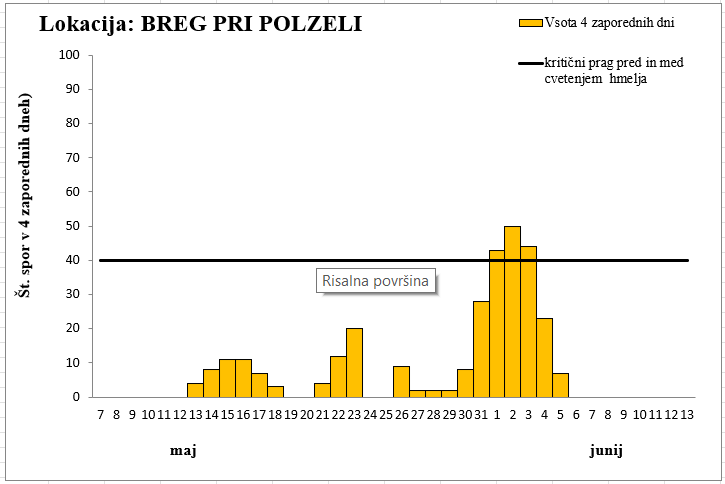 Lokacija: BREG PRI POLZELI
Vsota 4 zaporednih dni
kritični prag pred in med
cvetenjem hmelja
Št. spor v 4 zaporednih dneh)
100
90
80
70
60
50
40
30
20
10
0
Risalna površina
7 8 9 10 11 12 13 14 15 16 17 18 19 20 21 22 23 24 25 26 27 28 29 30 31 1 2 3 4 5 6 7 8 9 10 11 12 13
maj junij